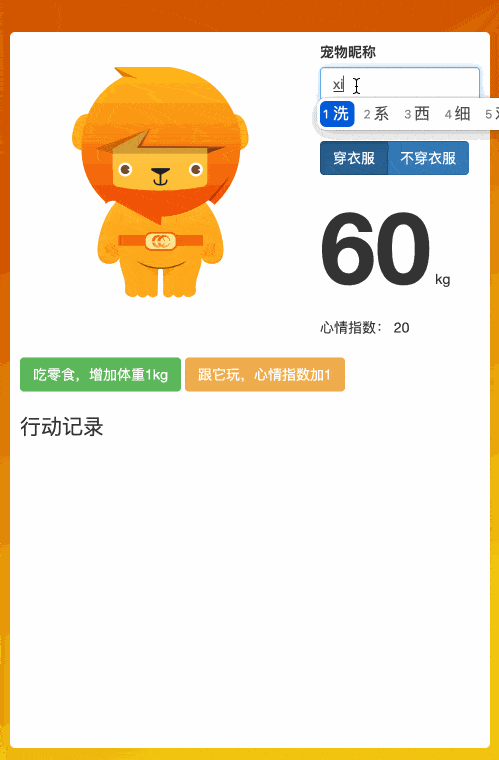 宠物昵称
xi
1 洗 2 系 3 西 4 细 5
穿衣服 不穿衣服
60 kg
心情指数： 20
吃零食，增加体重1kg 跟它玩，心情指数加1
行动记录